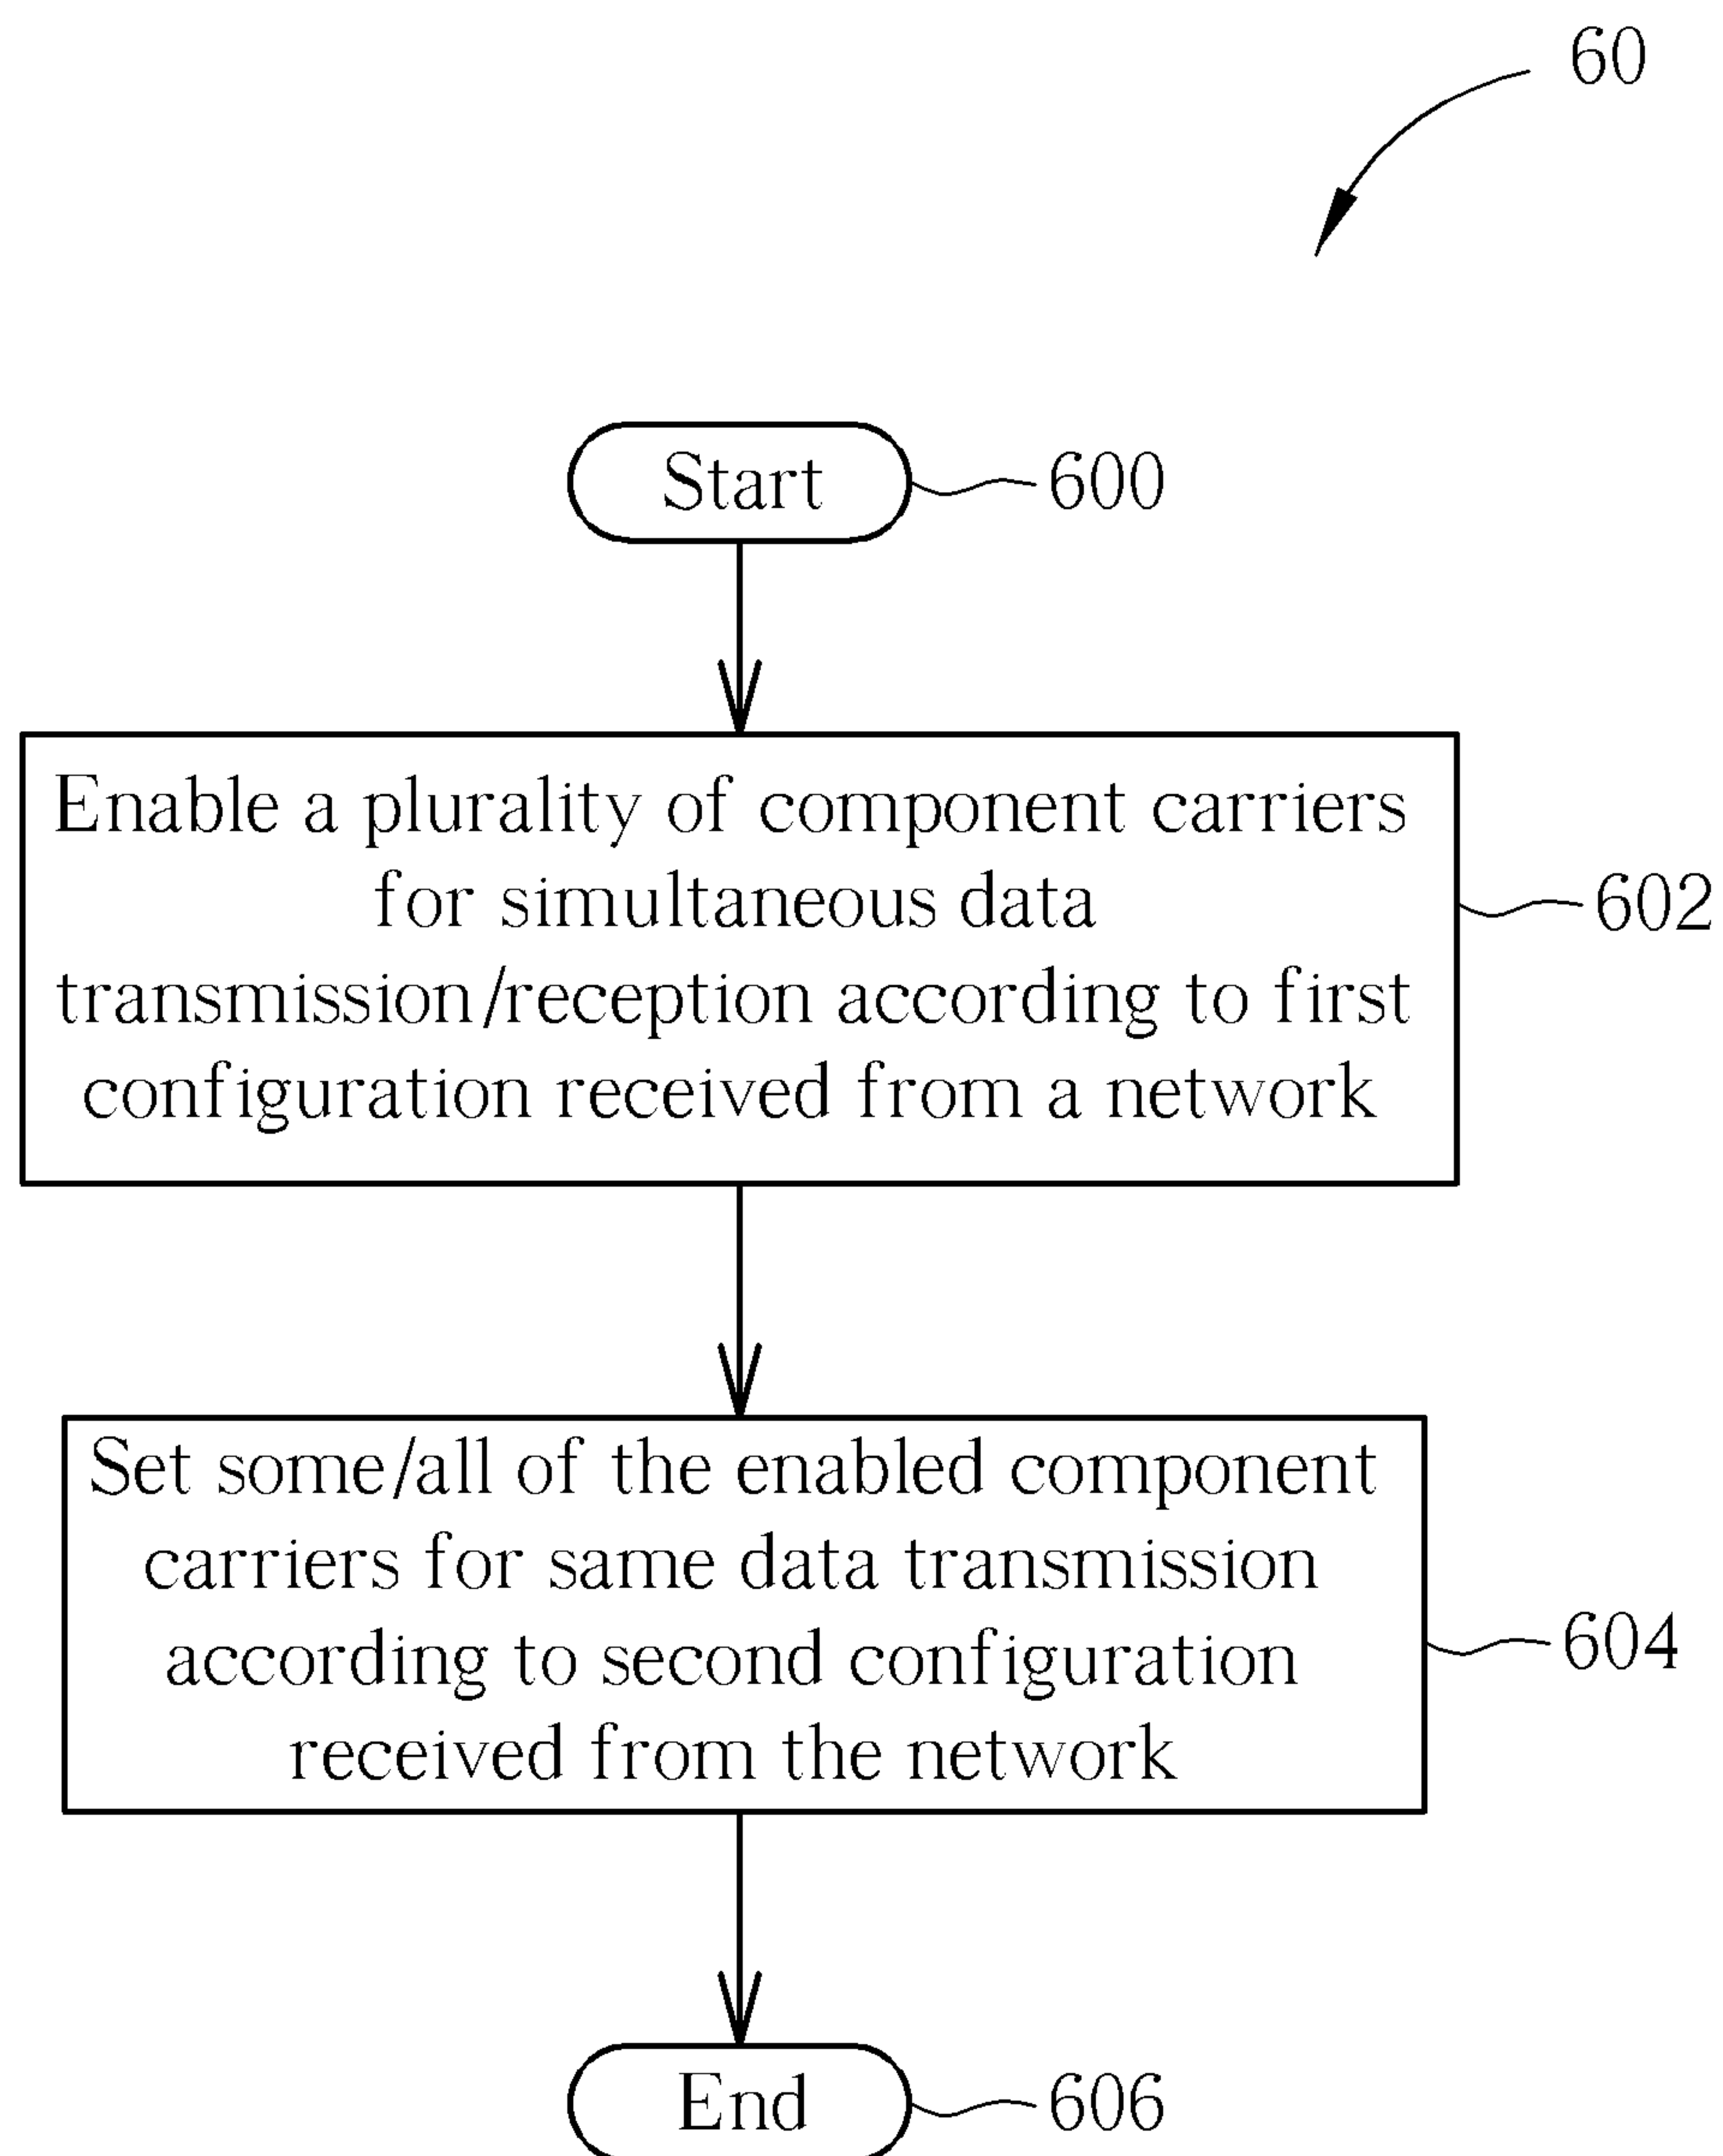 60
Start
600
Enable a plurality of component carriers
for simultaneous data
transmission/reception according to first
configuration received from a network
602
Set some/all of the enabled component
carriers for same data transmission
according to second configuration
received from the network
604
End
606